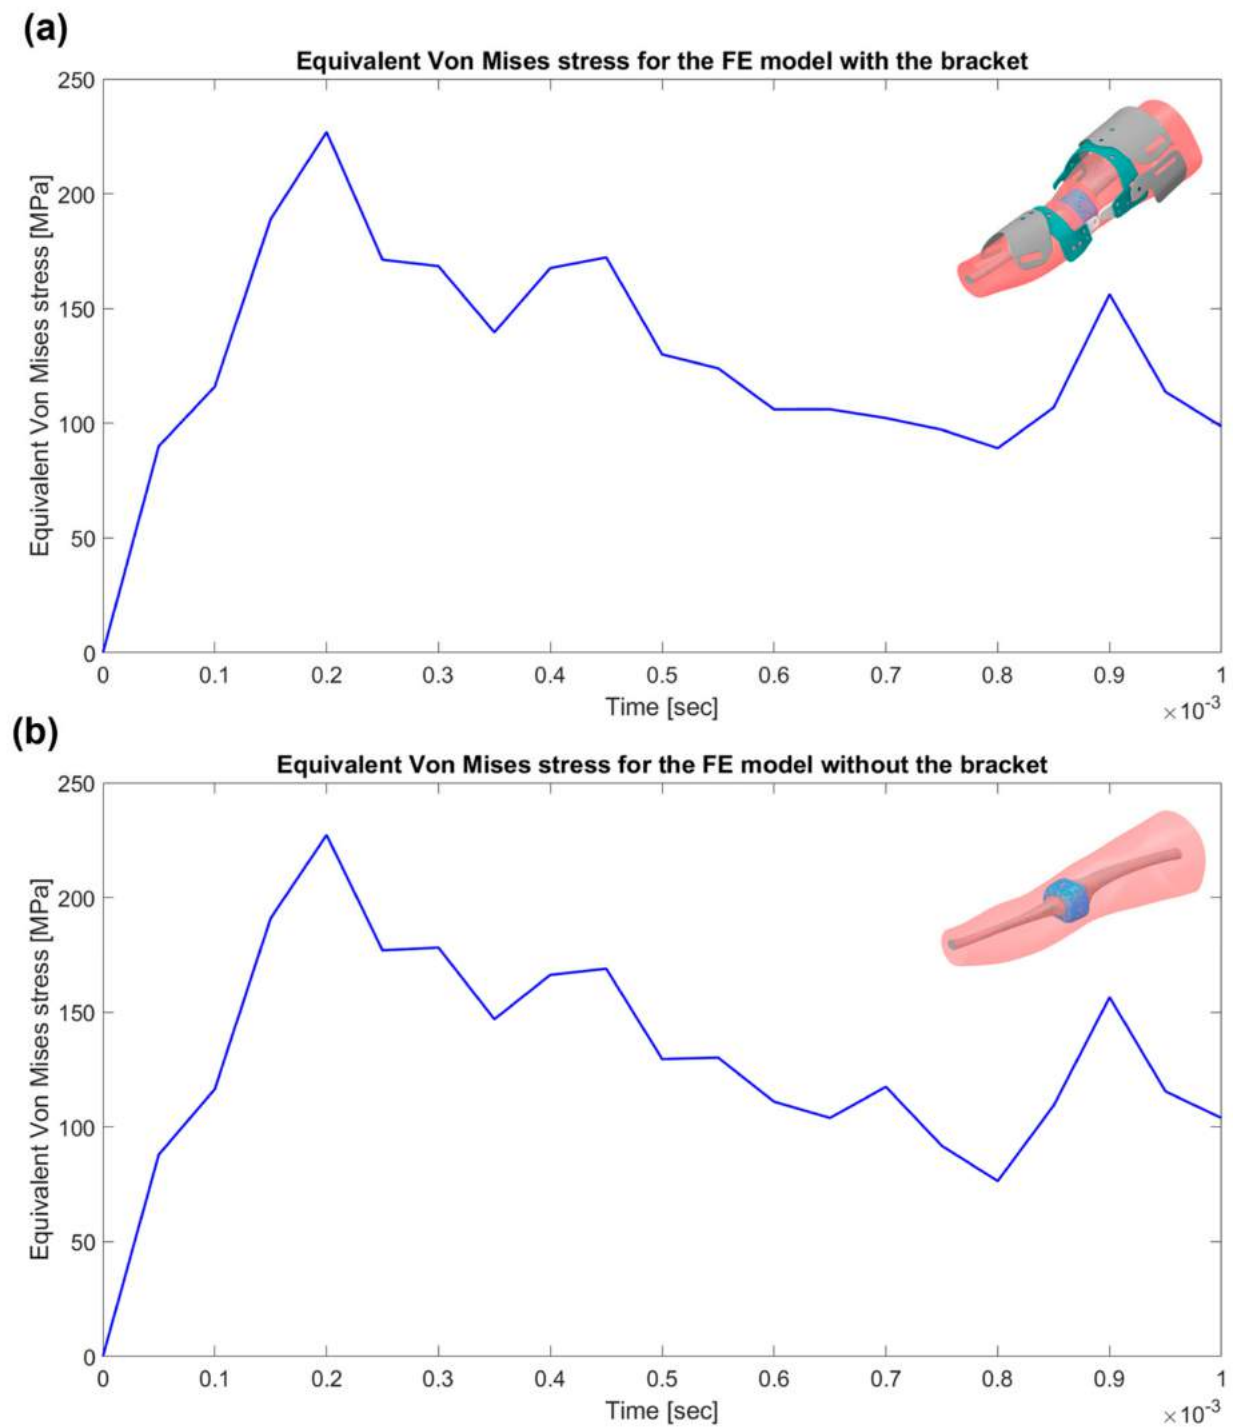 (a)
Equivalent Von Mises stress for the FE model with the bracket
Equivalent Von Mises stress [MPa]
250
200
150
100
50
0
0 0.1 0.2 0.3 0.4 0.5 0.6 0.7 0.8 0.9 1
Time [sec]
×10-3
(b)
Equivalent Von Mises stress for the FE model without the bracket
Equivalent Von Mises stress [MPa]
250
200
150
100
50
0
0 0.1 0.2 0.3 0.4 0.5 0.6 0.7 0.8 0.9 1
Time [sec]
×10-3